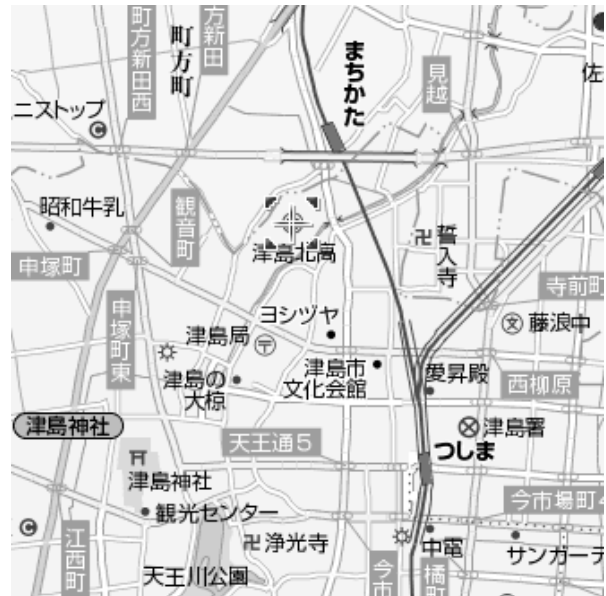 町方新田西
町方町
方新田
まちかた
見越
佐
ニストップ
昭和牛乳
観音町
津島北高
誓入寺
申塚町
寺前町
申塚町東
ヨシヅヤ
津島局
藤浪中
津島の
大椋
津島市
文化会館
愛昇殿
西柳原
津島神社
天王通5
津島署
つしま
津島神社
観光センター
今市場町4
江西町
浄光寺
中電
サンガーデ
天王川公園
今市
橘町